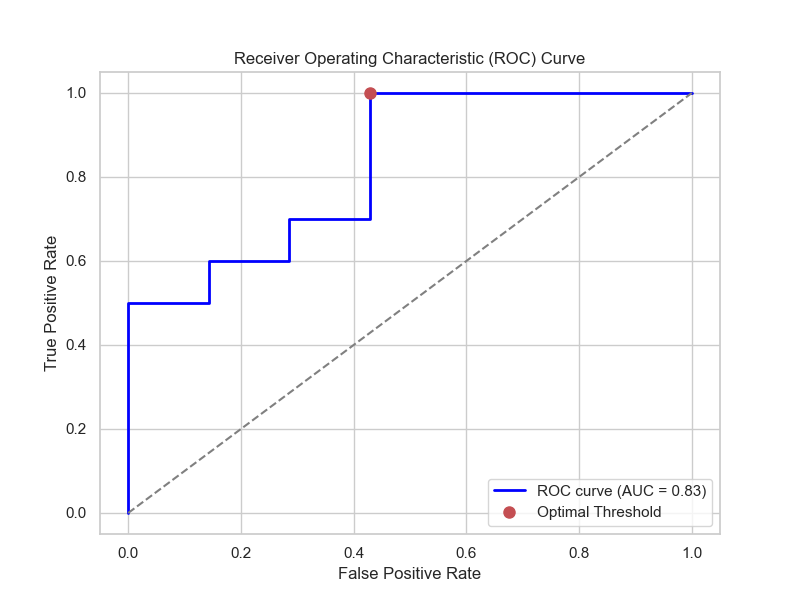 Receiver Operating Characteristic (ROC) Curve
True Positive Rate
1.0
0.8
0.6
0.4
0.2
0.0
ROC curve (AUC = 0.83)
Optimal Threshold
0.0 0.2 0.4 0.6 0.8 1.0
False Positive Rate